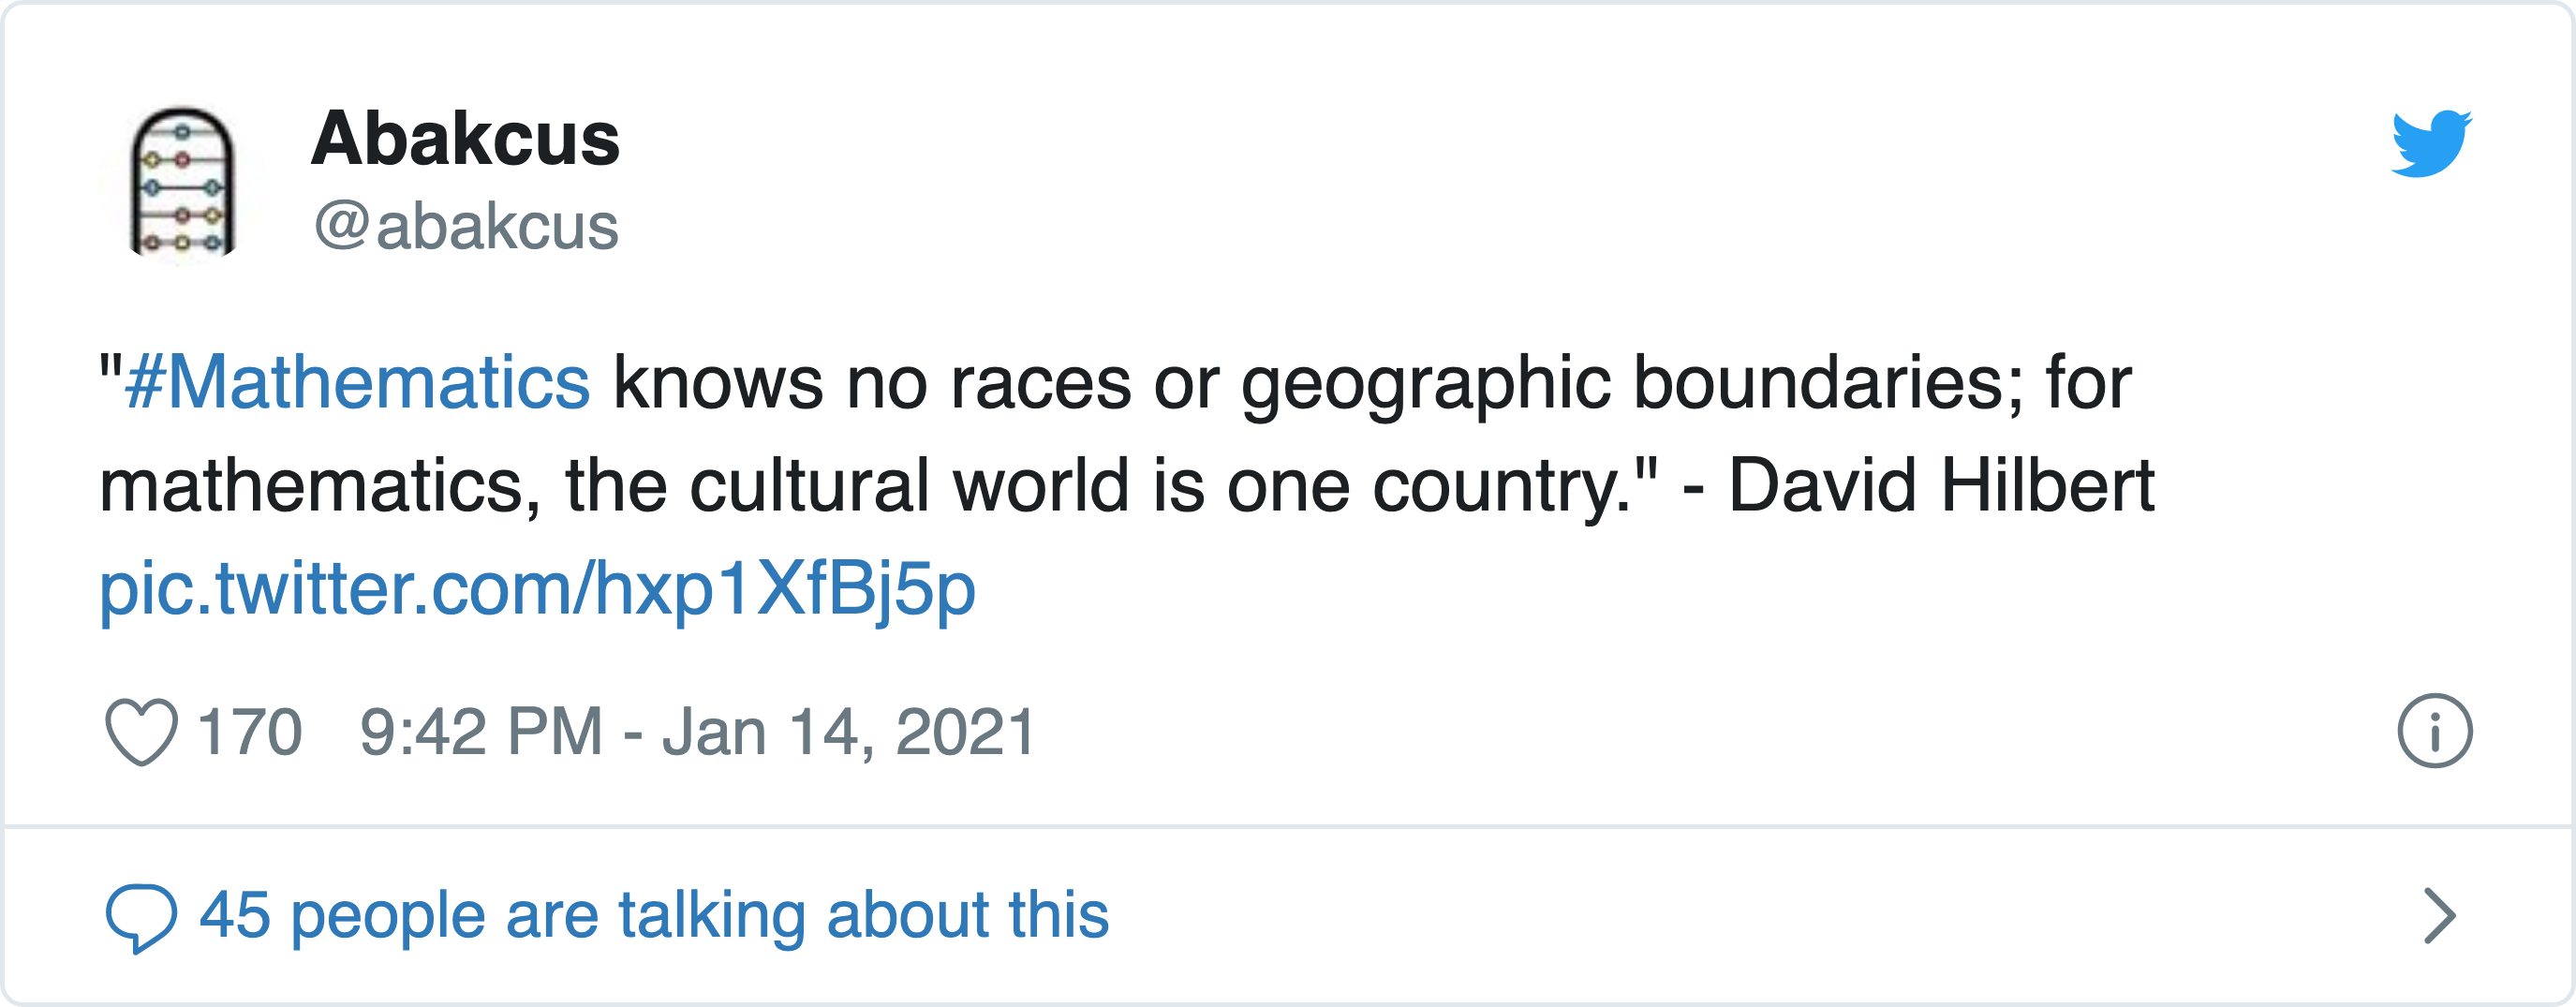 Abakcus
@abakcus
"#Mathematics knows no races or geographic boundaries; for
mathematics, the cultural world is one country." - David Hilbert
pic.twitter.com/hxp1XfBj5p
170 9:42 PM - Jan 14, 2021
45 people are talking about this